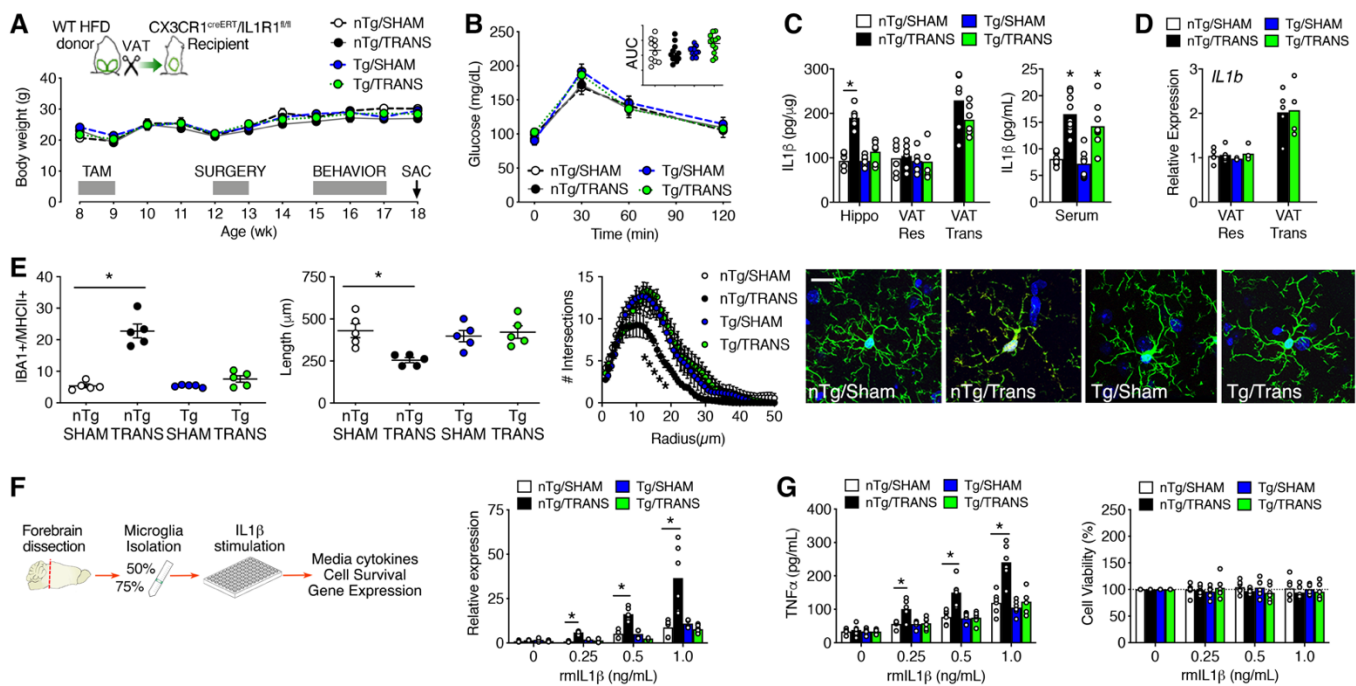 A
WT HFD
donor
VAT
CX3CR1creERT/IL1R1fl/fl
Recipient
nTg/SHAM
nTg/TRANS
Tg/SHAM
Tg/TRANS
Body weight (g)
60
50
40
30
20
10
0
TAM
SURGERY
BEHAVIOR
SAC
8 9 10 11 12 13 14 15 16 17 18
Age (wk)
B
Glucose (mg/dL)
250
200
150
100
50
0
AUC
nTg/SHAM
nTg/TRANS
Tg/SHAM
Tg/TRANS
0 30 60 90 120
Time (min)
C
nTg/SHAM
nTg/TRANS
Tg/SHAM
Tg/TRANS
IL1β (pg/µg)
300
200
100
0
*
Hippo
VAT
Res
VAT
Trans
IL1β (pg/mL)
25
20
15
10
5
0
* *
Serum
D
nTg/SHAM
nTg/TRANS
Tg/SHAM
Tg/TRANS
Relative Expression
IL1b
3
2
1
0
VAT
Res
VAT
Trans
E
IBA1+/MHCII+
40
30
20
10
0
*
nTg
SHAM
nTg
TRANS
Tg
SHAM
Tg
TRANS
Length (µm)
750
500
250
0
*
nTg
SHAM
nTg
TRANS
Tg
SHAM
Tg
TRANS
# Intersections
15
10
5
0
nTg/SHAM
nTg/TRANS
Tg/SHAM
Tg/TRANS
0 10 20 30 40 50
Radius(µm)
nTg/Sham
nTg/Trans
Tg/Sham
Tg/Trans
F
Forebrain
dissection
Microglia
Isolation
50%
75%
IL1β
stimulation
Media cytokines
Cell Survival
Gene Expression
nTg/SHAM
nTg/TRANS
Tg/SHAM
Tg/TRANS
Relative expression
75
60
45
30
15
0
* * *
0 0.25 0.5 1.0
rmIL1β (ng/mL)
G
nTg/SHAM
nTg/TRANS
Tg/SHAM
Tg/TRANS
TNFα (pg/mL)
400
300
200
100
0
* * *
0 0.25 0.5 1.0
rmIL1β (ng/mL)
nTg/SHAM
nTg/TRANS
Tg/SHAM
Tg/TRANS
Cell Viability (%)
250
200
150
100
50
0
0 0.25 0.5 1.0
rmIL1β (ng/mL)